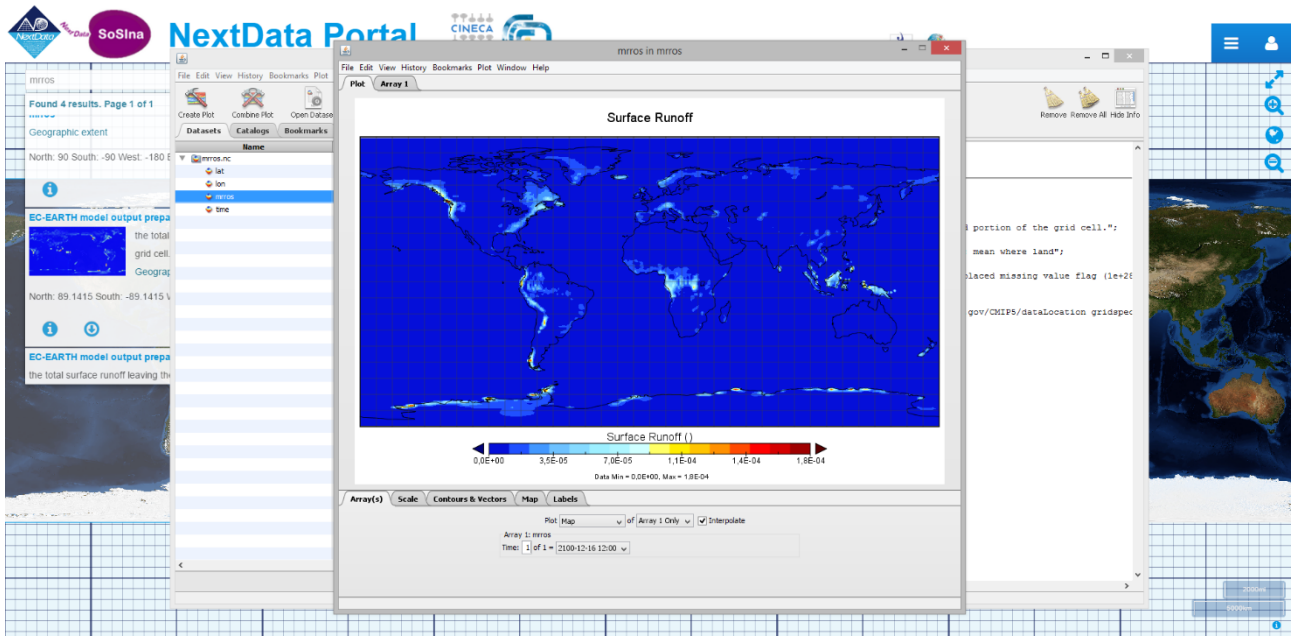 NextData
NextData
SoSIna
NextData Portal
CINECA
mrros
Found 4 results. Page 1 of 1
mrros
Geographic extent
North: 90 South: -90 West: -180 E
EC-EARTH model output prepa
the total
grid cell.
Geograp
North: 89.1415 South: -89.1415
EC-EARTH model output prepa
the total surface runoff leaving the
File Edit View History Bookmarks Plot
Create Plot Combine Plot Open Datase
Datasets Catalogs Bookmarks
Name
mrros.nc
lat
lon
mrros
time
mrros in mrros
File Edit View History Bookmarks Plot Window Help
Plot Array 1
Surface Runoff
Surface Runoff ()
0,0E+00 3,5E-05 7,0E-05 1,1E-04 1,4E-04 1,8E-04
Data Min = 0,0E+00, Max = 1,8E-04
Array(s) Scale Contours & Vectors Map Labels
Plot Map of Array 1 Only Interpolate
Array 1: mrros
Time: 1 of 1 = 2100-12-16 12:00
Remove Remove All Hide Info
d portion of the grid cell.";
mean where land";
placed missing value flag (1e+28
gov/CMIP5/dataLocation gridspec
6000km